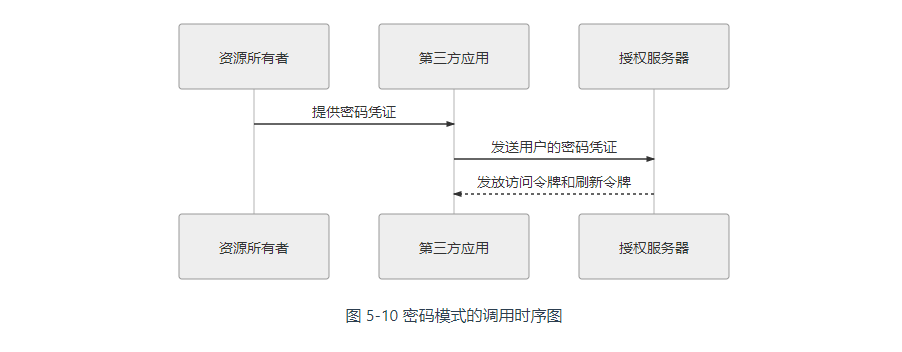 资源所有者
第三方应用
授权服务器
提供密码凭证
发送用户的密码凭证
发放访问令牌和刷新令牌
资源所有者
第三方应用
授权服务器
图 5-10 密码模式的调用时序图